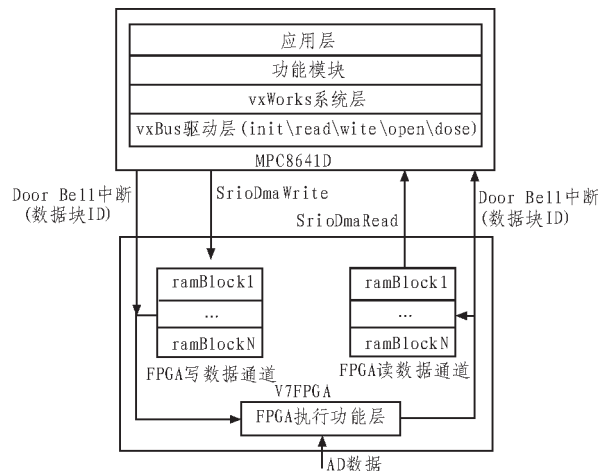 应用层
功能模块
vxWorks系统层
vxBus驱动层(init\read\wite\open\dose)
MPC8641D
Door Bell中断
(数据块ID)
SrioDmaWrite
SrioDmaRead
Door Bell中断
(数据块ID)
ramBlock1
...
ramBlockN
FPGA写数据通道
ramBlock1
...
ramBlockN
FPGA读数据通道
V7FPGA
FPGA执行功能层
AD数据